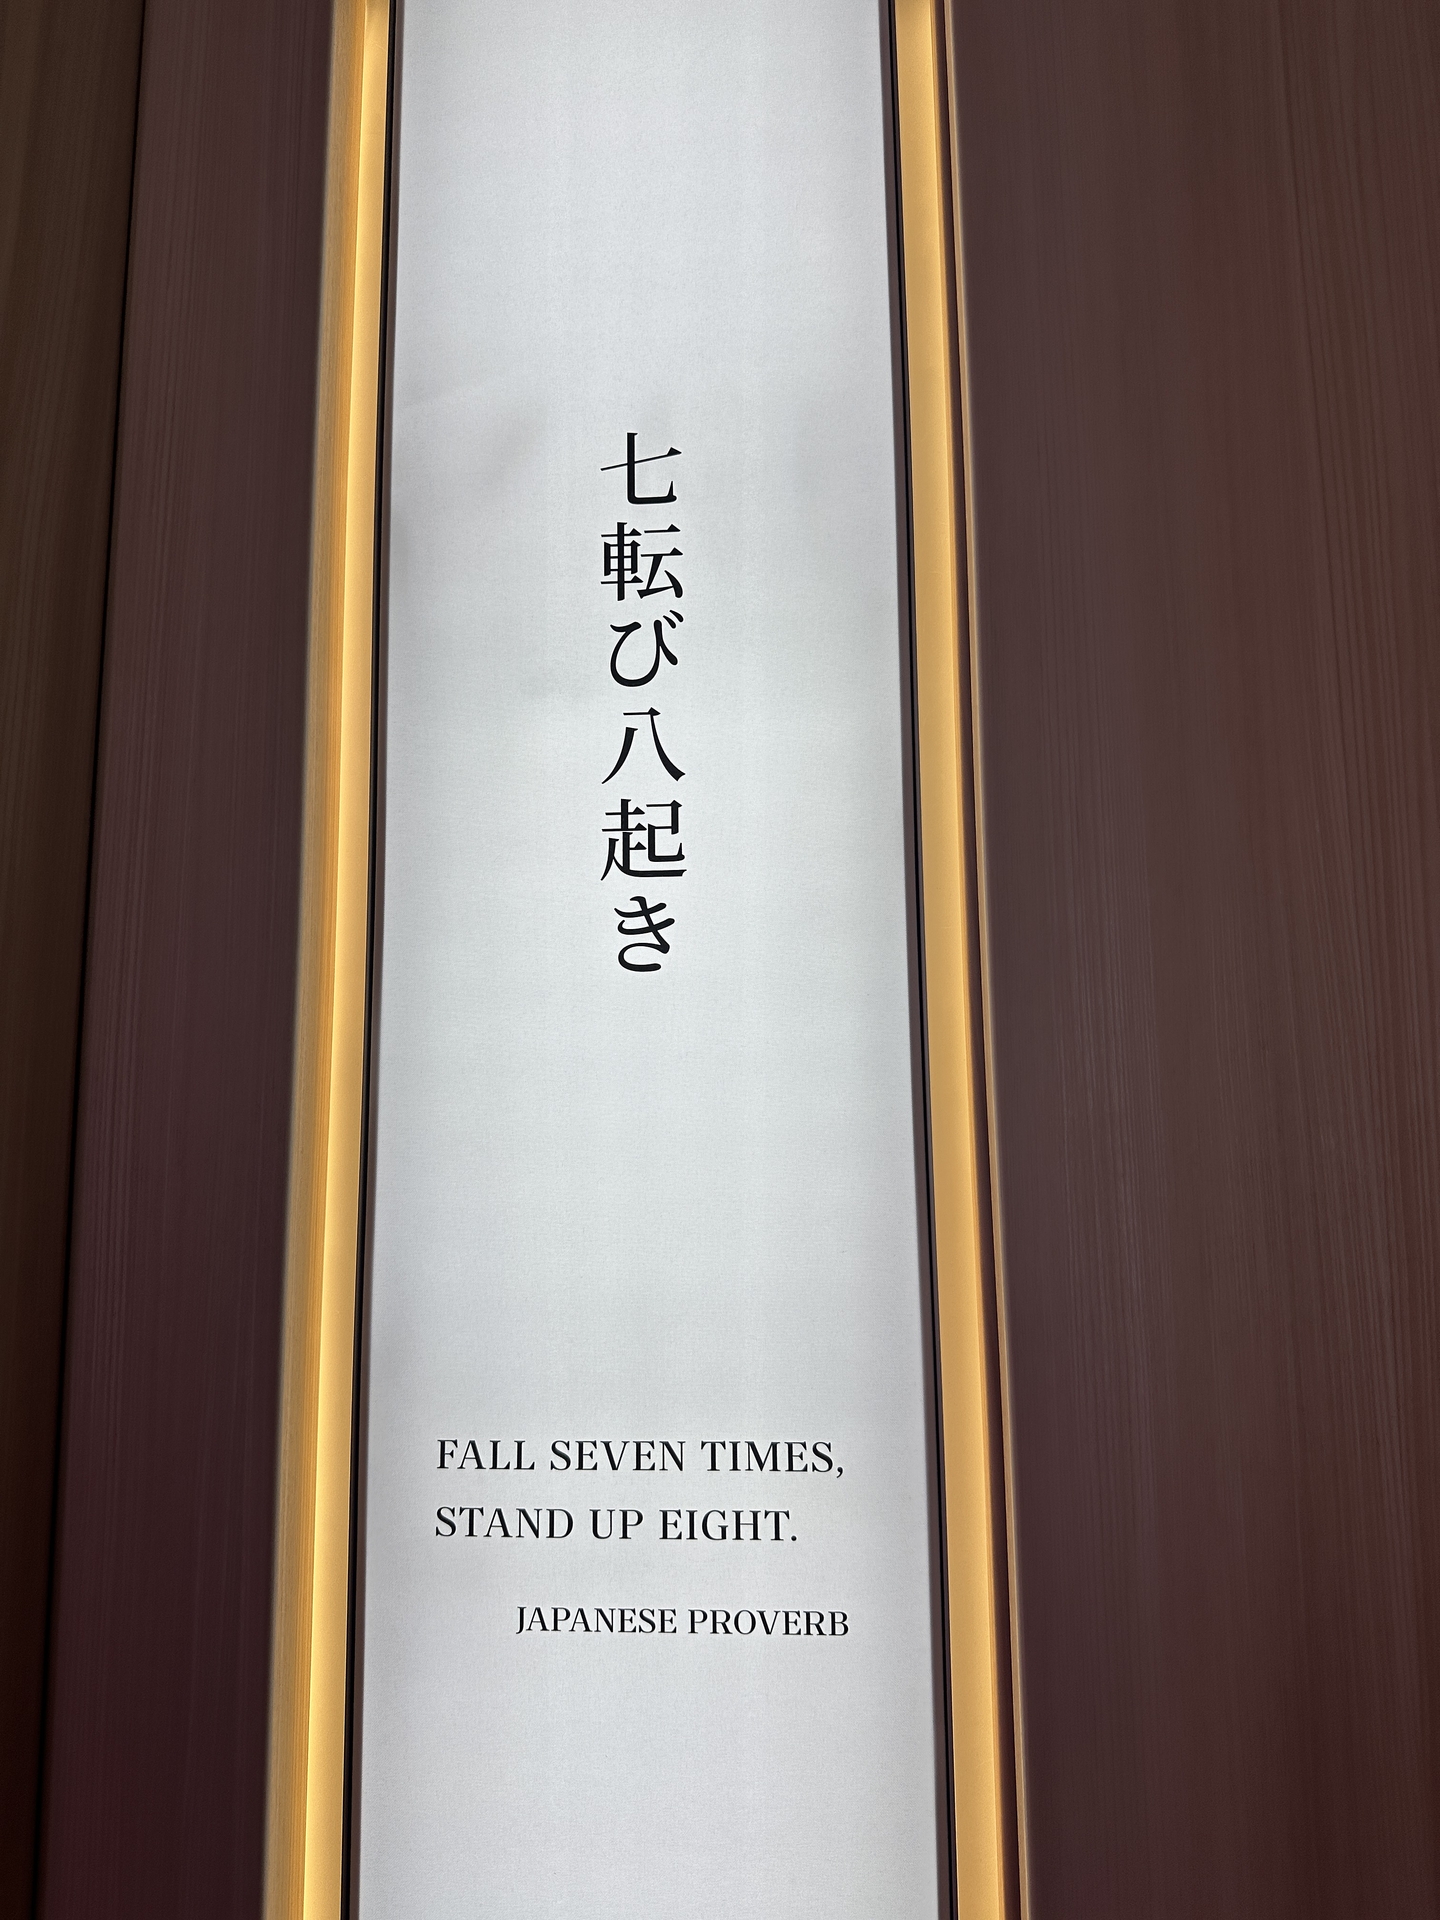 七転び八起き
FALL SEVEN TIMES,
STAND UP EIGHT.
JAPANESE PROVERB